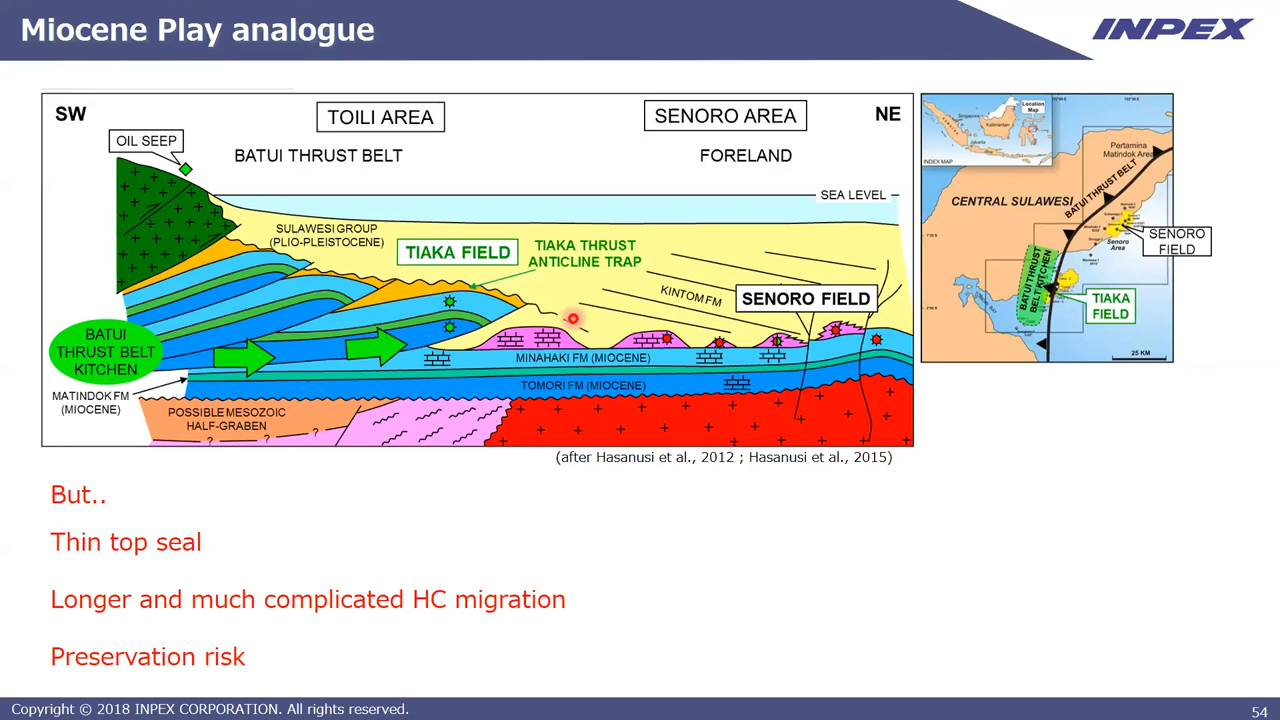 Miocene Play analogue
INPEX
SW
TOILI AREA
SENORO AREA
NE
OIL SEEP
BATUI THRUST BELT
FORELAND
SEA LEVEL
SULAWESI GROUP
(PLIO-PLEISTOCENE)
TIAKA FIELD
TIAKA THRUST
ANTICLINE TRAP
KINTOM FM
SENORO FIELD
BATUI
THRUST BELT
KITCHEN
MINAHAKI FM (MIOCENE)
TOMORI FM (MIOCENE)
MATINDOK FM
(MIOCENE)
POSSIBLE MESOZOIC
HALF-GRABEN
? ? ?
Location
Map
Singapore
Kalimantan
Jakarta
INDEX MAP
Pertamina
Matindok Area
BATUI THRUST BELT
CENTRAL SULAWESI
Senoro
Area
SENORO
FIELD
BATUI THRUST
BELT KITCHEN
TIAKA
FIELD
25 KM
(after Hasanusi et al., 2012 ; Hasanusi et al., 2015)
But..
Thin top seal
Longer and much complicated HC migration
Preservation risk
Copyright © 2018 INPEX CORPORATION. All rights reserved.
54